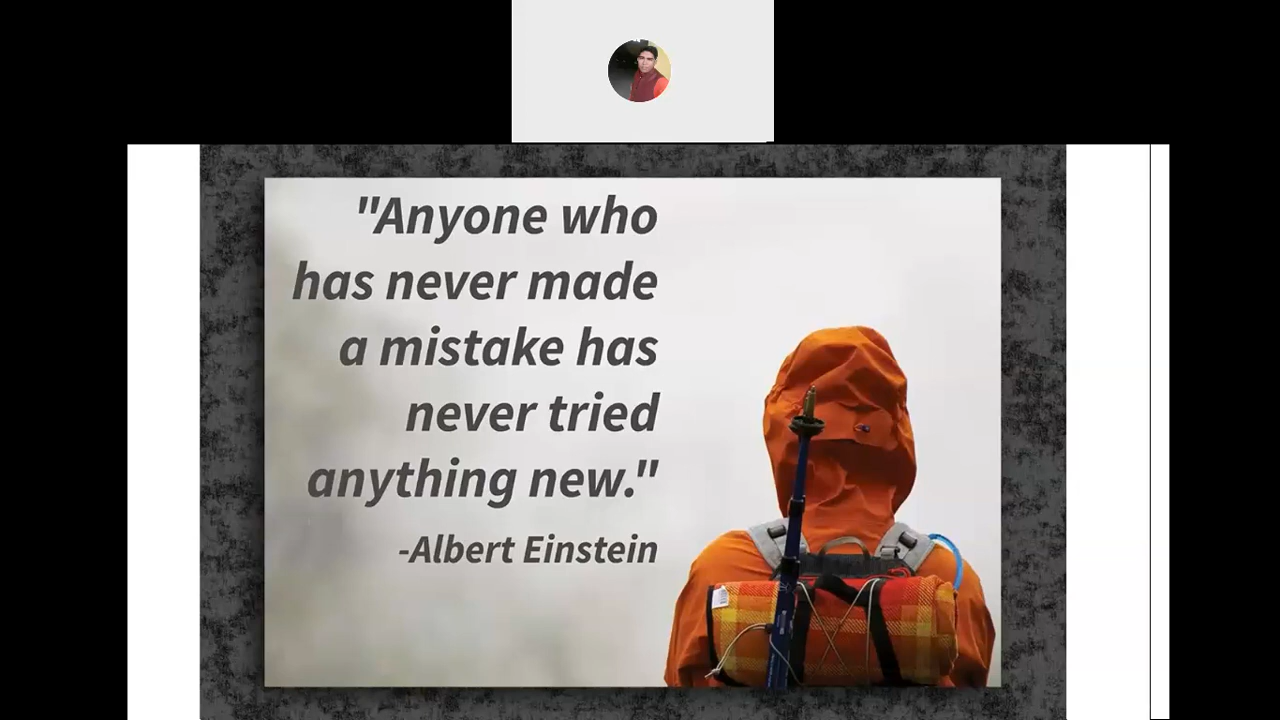 "Anyone who
has never made
a mistake has
never tried
anything new."
-Albert Einstein